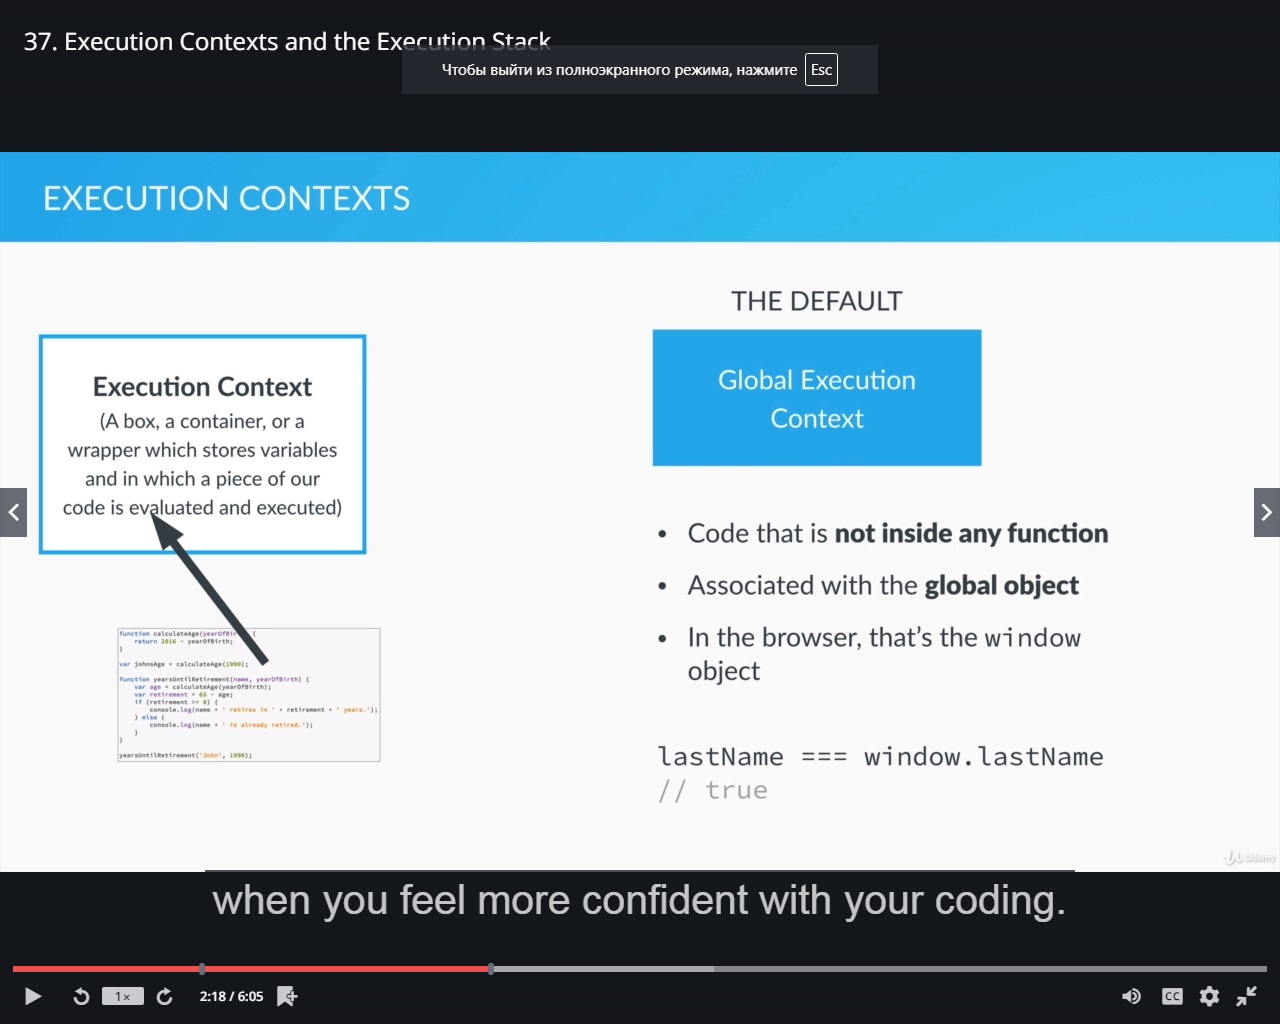 37. Execution Contexts and the Execution Stack
Чтобы выйти из полноэкранного режима, нажмите Esc
EXECUTION CONTEXTS
Execution Context
(A box, a container, or a
wrapper which stores variables
and in which a piece of our
code is evaluated and executed)
function calculateAge(yearOfBirth) {
return 2016 - yearOfBirth;
}
var johnsAge = calculateAge(1990);
function yearsUntilRetirement(name, yearOfBirth) {
var age = calculateAge(yearOfBirth);
var retirement = 65 - age;
if (retirement >= 0) {
console.log(name + ' retires in ' + retirement + ' years.');
} else {
console.log(name + ' is already retired.');
}
}
yearsUntilRetirement('John', 1990);
THE DEFAULT
Global Execution
Context
• Code that is not inside any function
• Associated with the global object
• In the browser, that's the window
object
lastName === window.lastName
// true
Udemy
when you feel more confident with your coding.
1x
2:18 / 6:05
CC